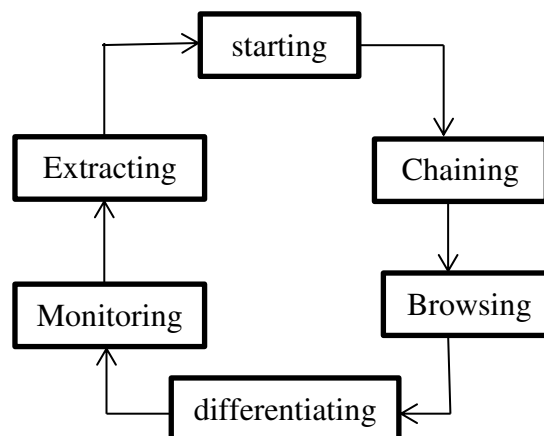 starting
Extracting
Chaining
Monitoring
Browsing
differentiating